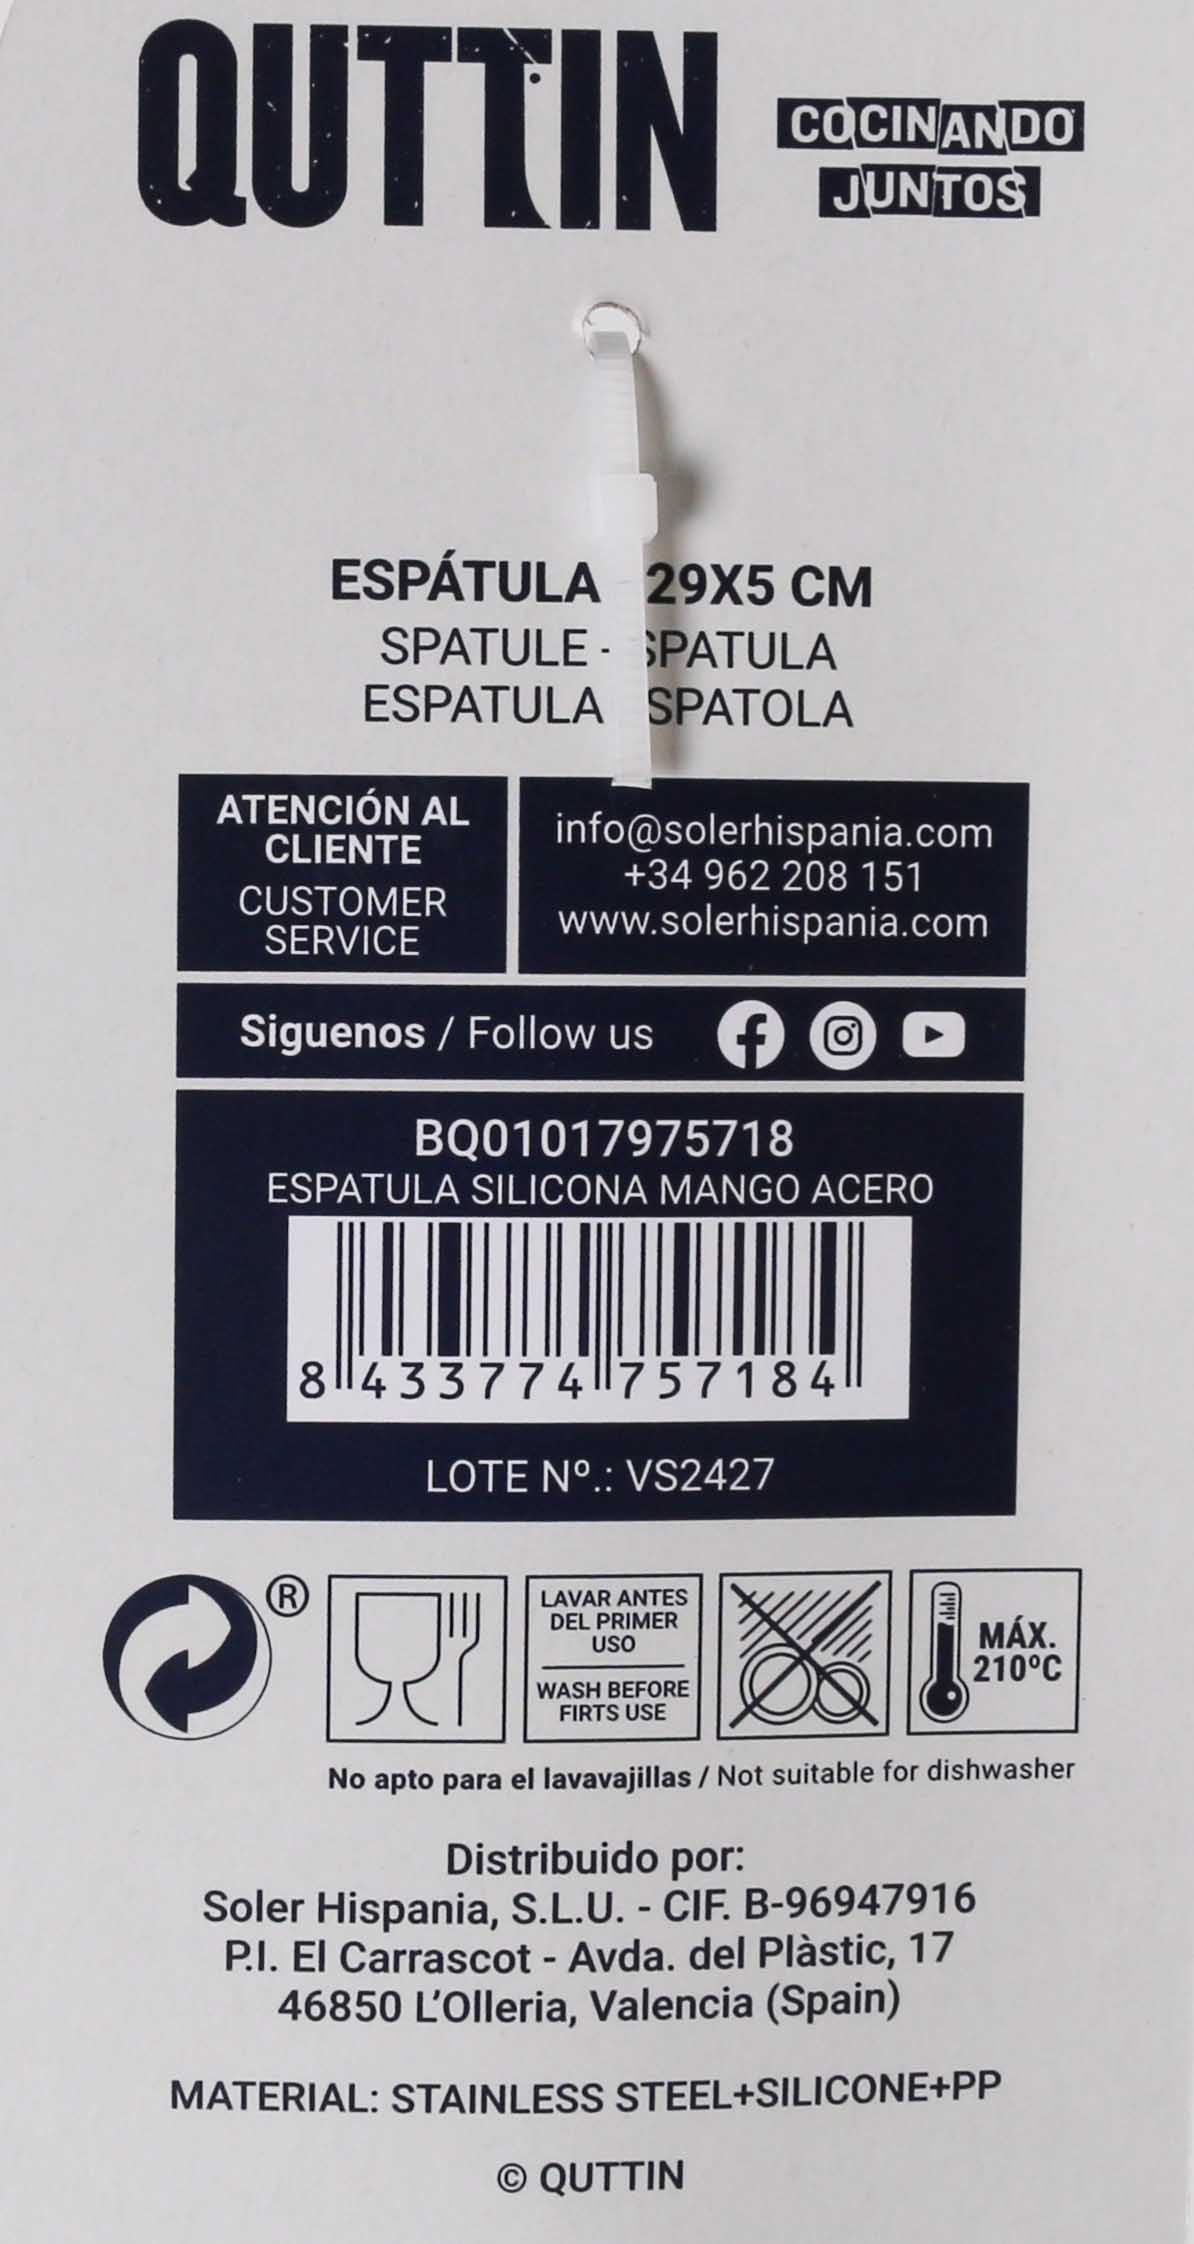 QUTTIN
COCINANDO
JUNTOS
ESPÁTULA 29X5 CM
SPATULE - SPATULA
ESPATULA SPATOLA
ATENCIÓN AL
CLIENTE
CUSTOMER
SERVICE
info@solerhispania.com
+34 962 208 151
www.solerhispania.com
Siguenos / Follow us
BQ01017975718
ESPATULA SILICONA MANGO ACERO
8 433774 757184
LOTE Nº.: VS2427
®
LAVAR ANTES
DEL PRIMER
USO
WASH BEFORE
FIRTS USE
MÁX.
210ºC
No apto para el lavavajillas / Not suitable for dishwasher
Distribuido por:
Soler Hispania, S.L.U. - CIF. B-96947916
P.I. El Carrascot - Avda. del Plàstic, 17
46850 L'Olleria, Valencia (Spain)
MATERIAL: STAINLESS STEEL+SILICONE+PP
© QUTTIN